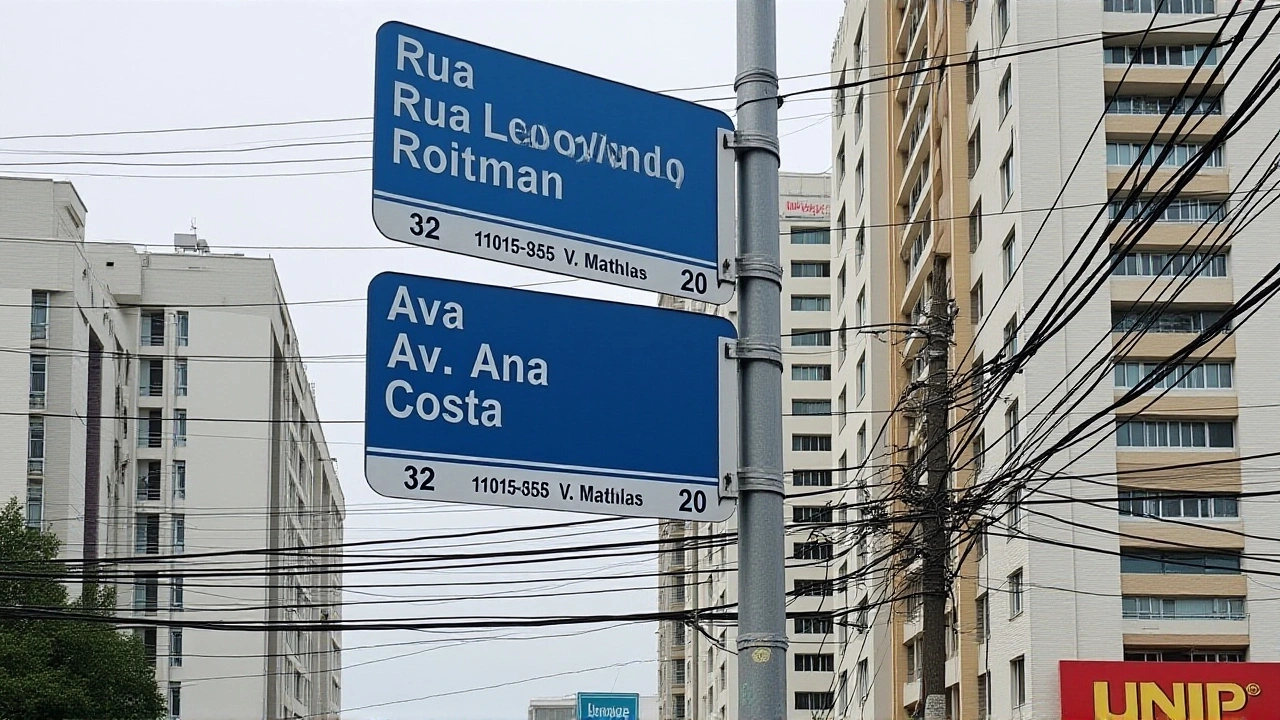 Rua
Rua
Roitman
32 11015-855 V. Mathias 20
Ava
Av. Ana
Costa
32 11015-855 V. Mathias 20
UNIP®